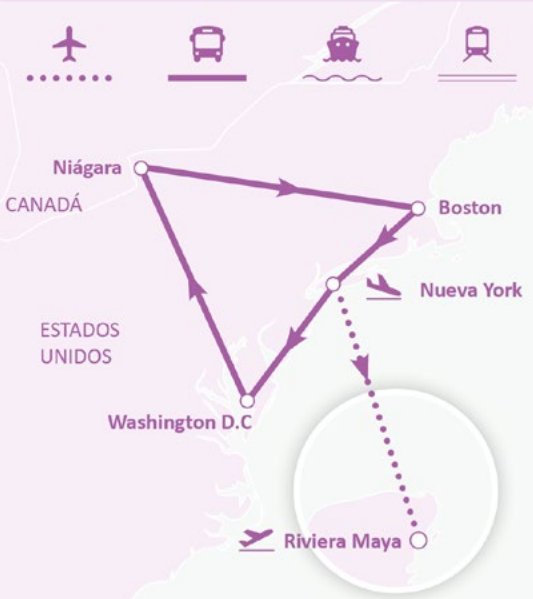 Niágara
CANADÁ
Boston
Nueva York
ESTADOS
UNIDOS
Washington D.C
Riviera Maya